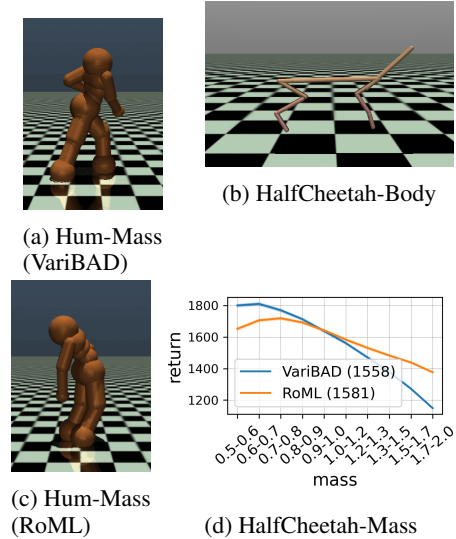 (a) Hum-Mass
(VariBAD)
(b) HalfCheetah-Body
(c) Hum-Mass
(RoML)
1800
1600
1400
1200
return
VariBAD (1558)
RoML (1581)
0.5-0.6
0.6-0.7
0.7-0.8
0.8-0.9
0.9-1.0
1.0-1.2
1.2-1.3
1.3-1.5
1.5-1.7
1.7-2.0
mass
(d) HalfCheetah-Mass